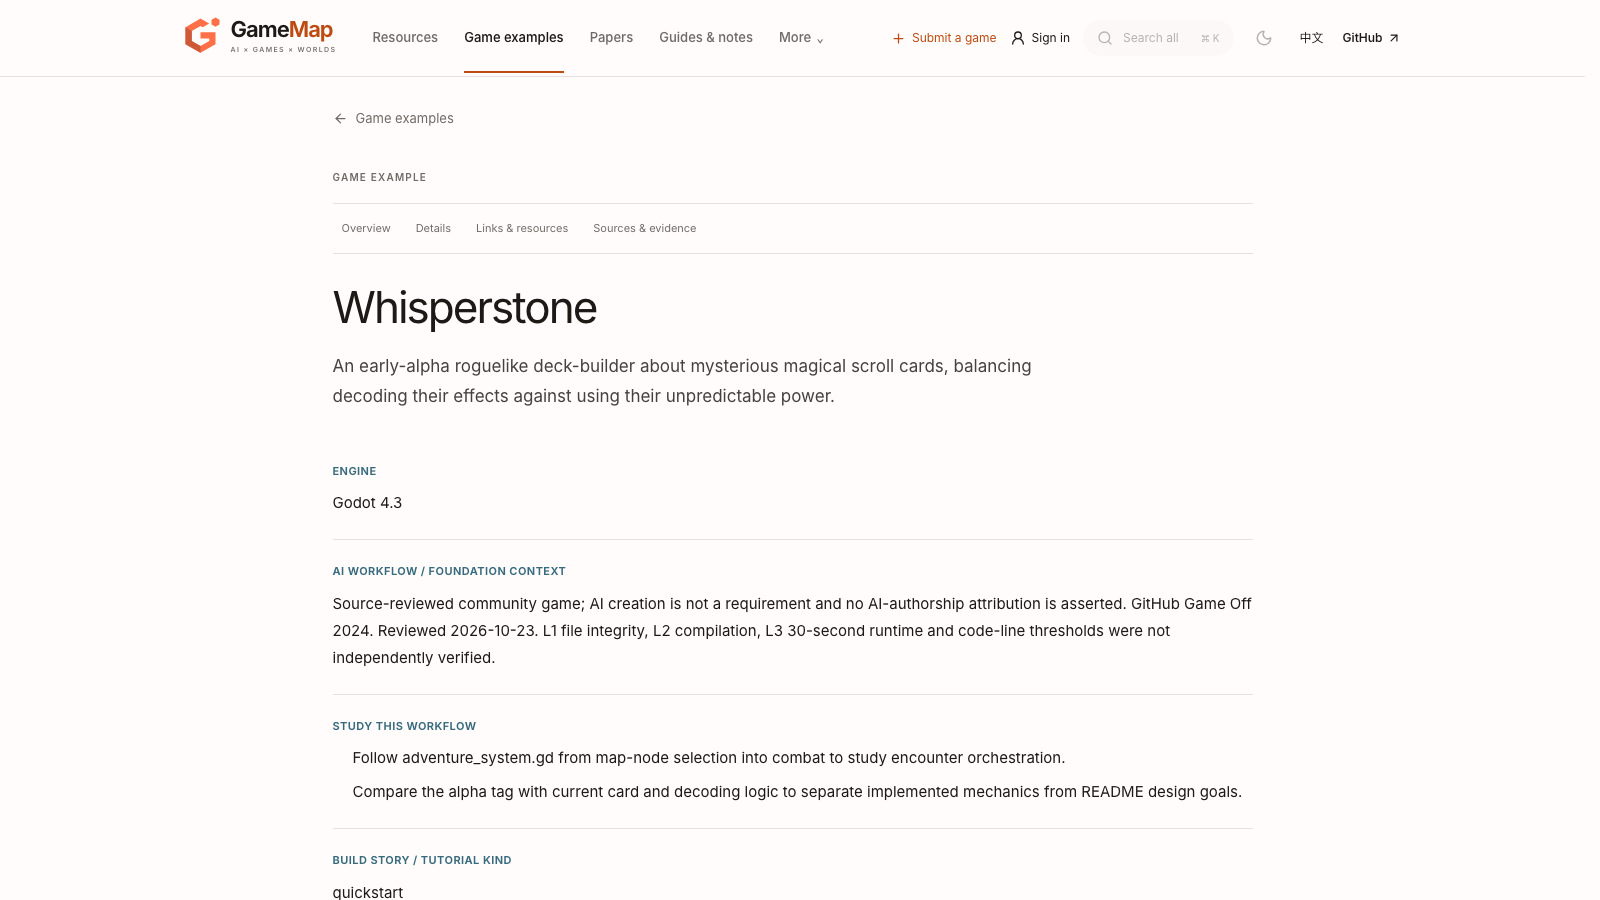 GameMap
AI × GAMES × WORLDS
Resources
Game examples
Papers
Guides & notes
More
Submit a game
Sign in
Search all
⌘ K
中文
GitHub
Game examples
GAME EXAMPLE
Overview
Details
Links & resources
Sources & evidence
Whisperstone
An early-alpha roguelike deck-builder about mysterious magical scroll cards, balancing
decoding their effects against using their unpredictable power.
ENGINE
Godot 4.3
AI WORKFLOW / FOUNDATION CONTEXT
Source-reviewed community game; AI creation is not a requirement and no AI-authorship attribution is asserted. GitHub Game Off
2024. Reviewed 2026-10-23. L1 file integrity, L2 compilation, L3 30-second runtime and code-line thresholds were not
independently verified.
STUDY THIS WORKFLOW
Follow adventure_system.gd from map-node selection into combat to study encounter orchestration.
Compare the alpha tag with current card and decoding logic to separate implemented mechanics from README design goals.
BUILD STORY / TUTORIAL KIND
quickstart